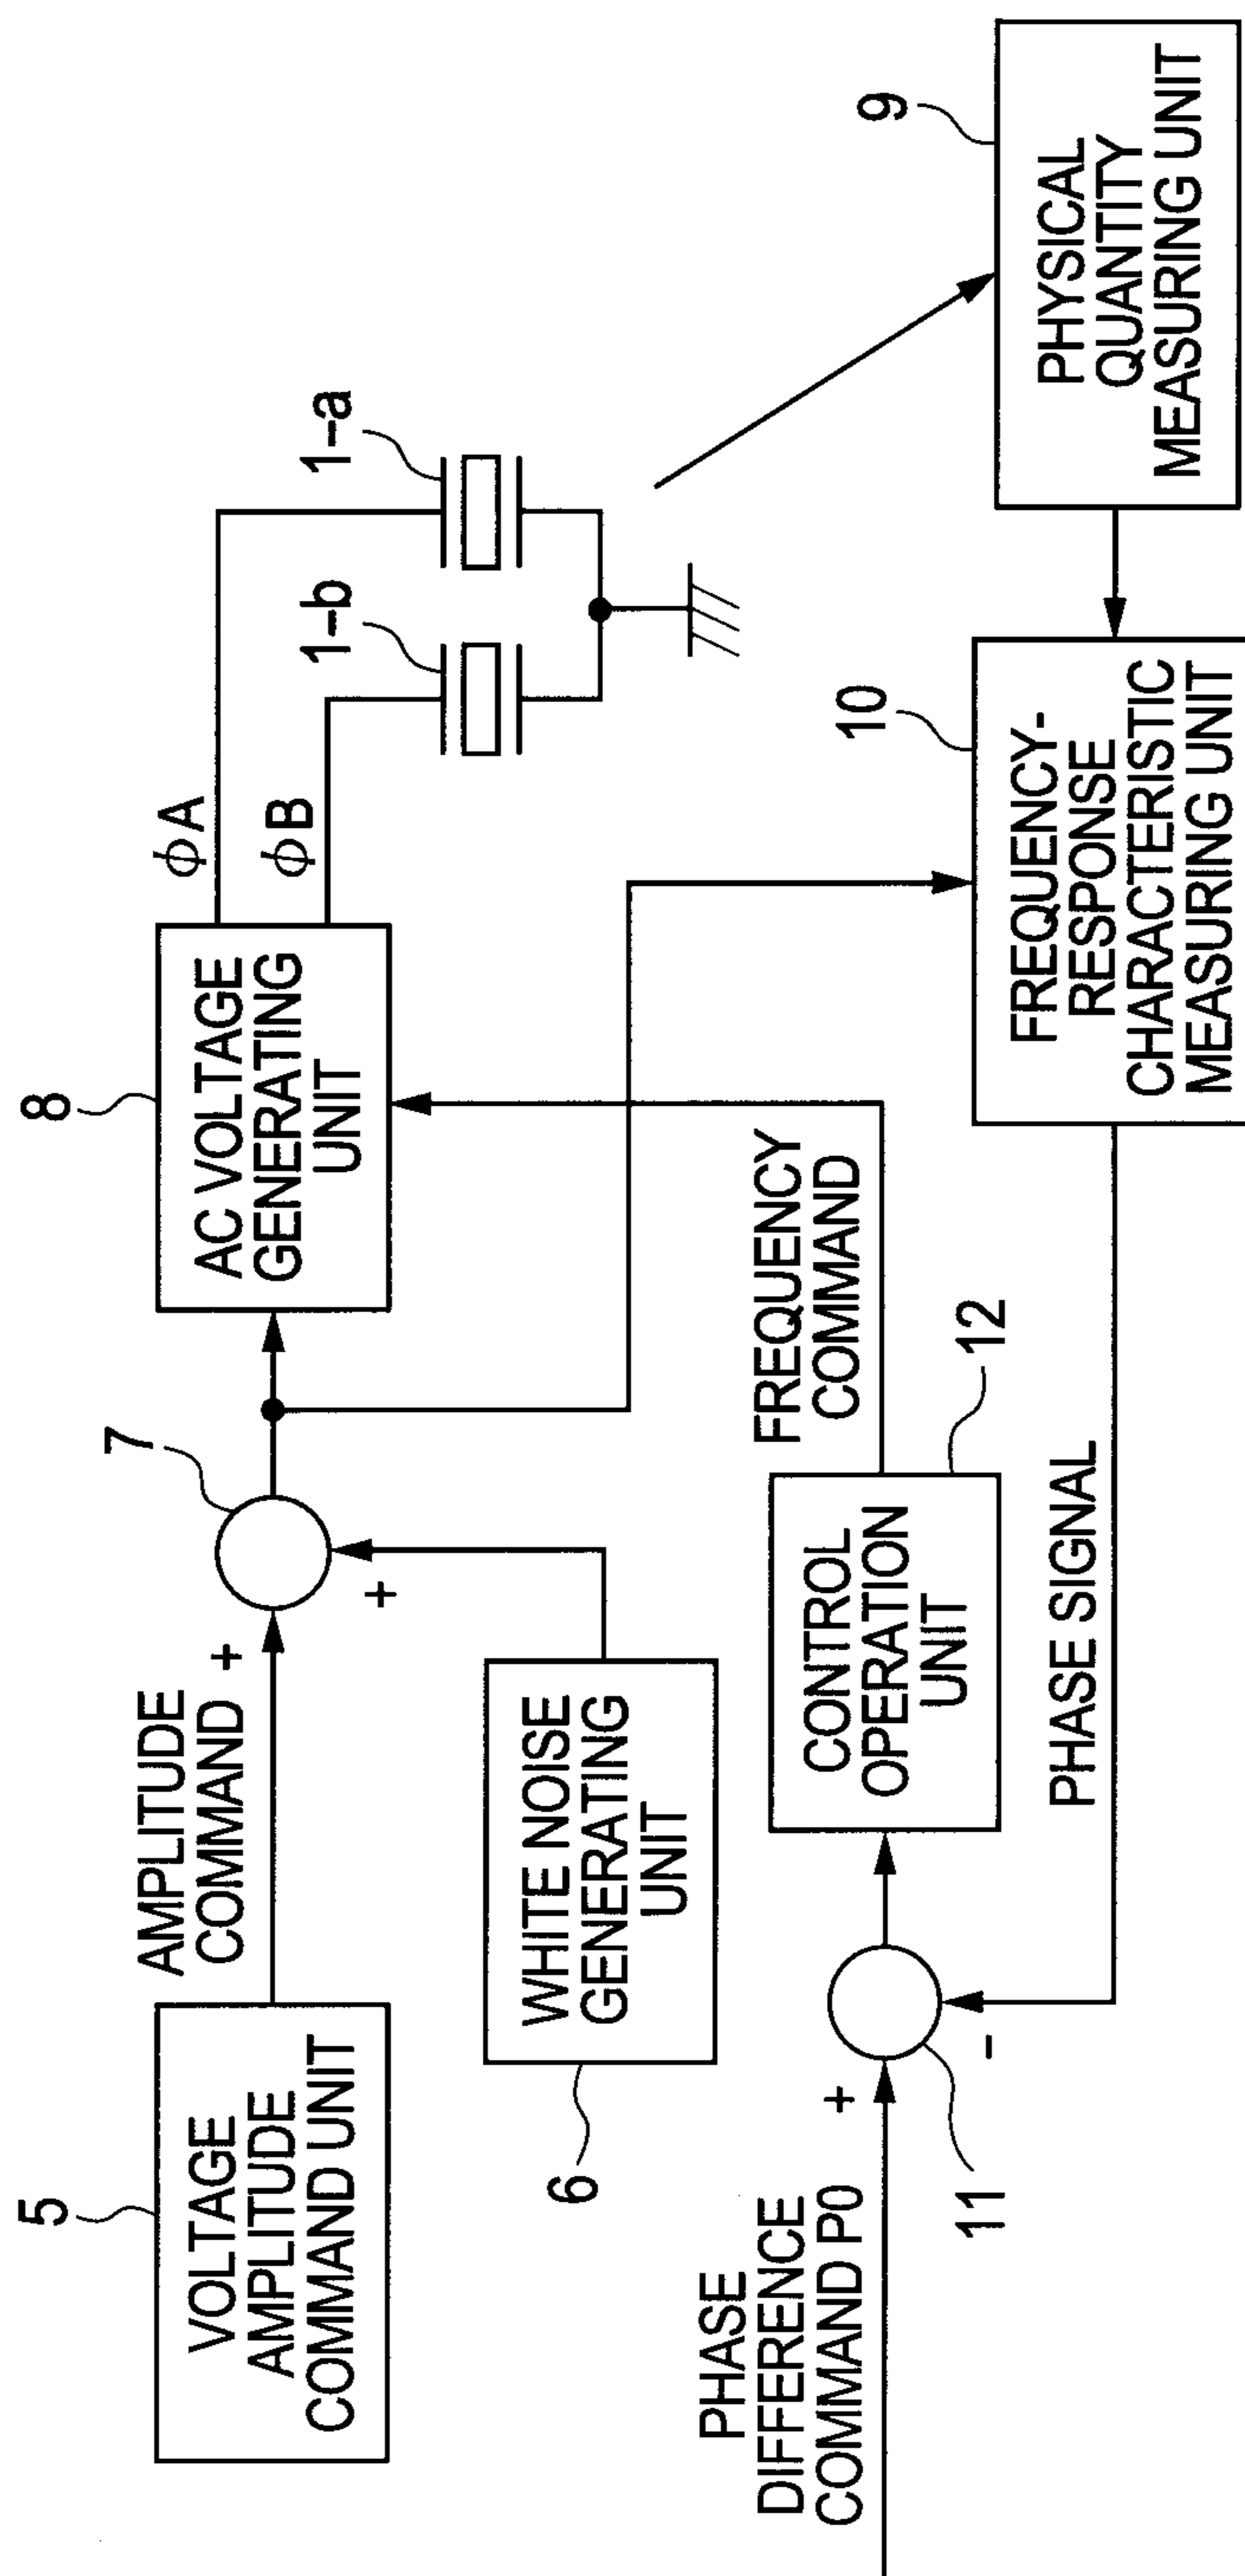 5
VOLTAGE
AMPLITUDE
COMMAND UNIT
AMPLITUDE
COMMAND
+
7
+
WHITE NOISE
GENERATING
UNIT
6
8
AC VOLTAGE
GENERATING
UNIT
ϕA
ϕB
1-b
1-a
PHASE
DIFFERENCE
COMMAND P0
+
-
11
CONTROL
OPERATION
UNIT
12
FREQUENCY
COMMAND
PHASE SIGNAL
10
FREQUENCY-
RESPONSE
CHARACTERISTIC
MEASURING UNIT
9
PHYSICAL
QUANTITY
MEASURING UNIT